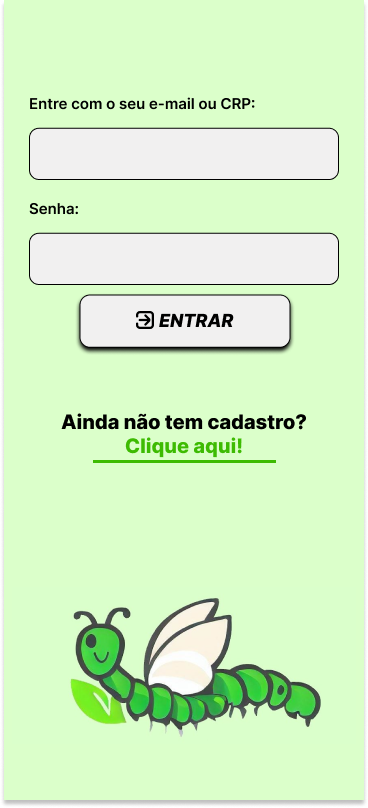 Entre com o seu e-mail ou CRP:
Senha:
ENTRAR
Ainda não tem cadastro?
Clique aqui!